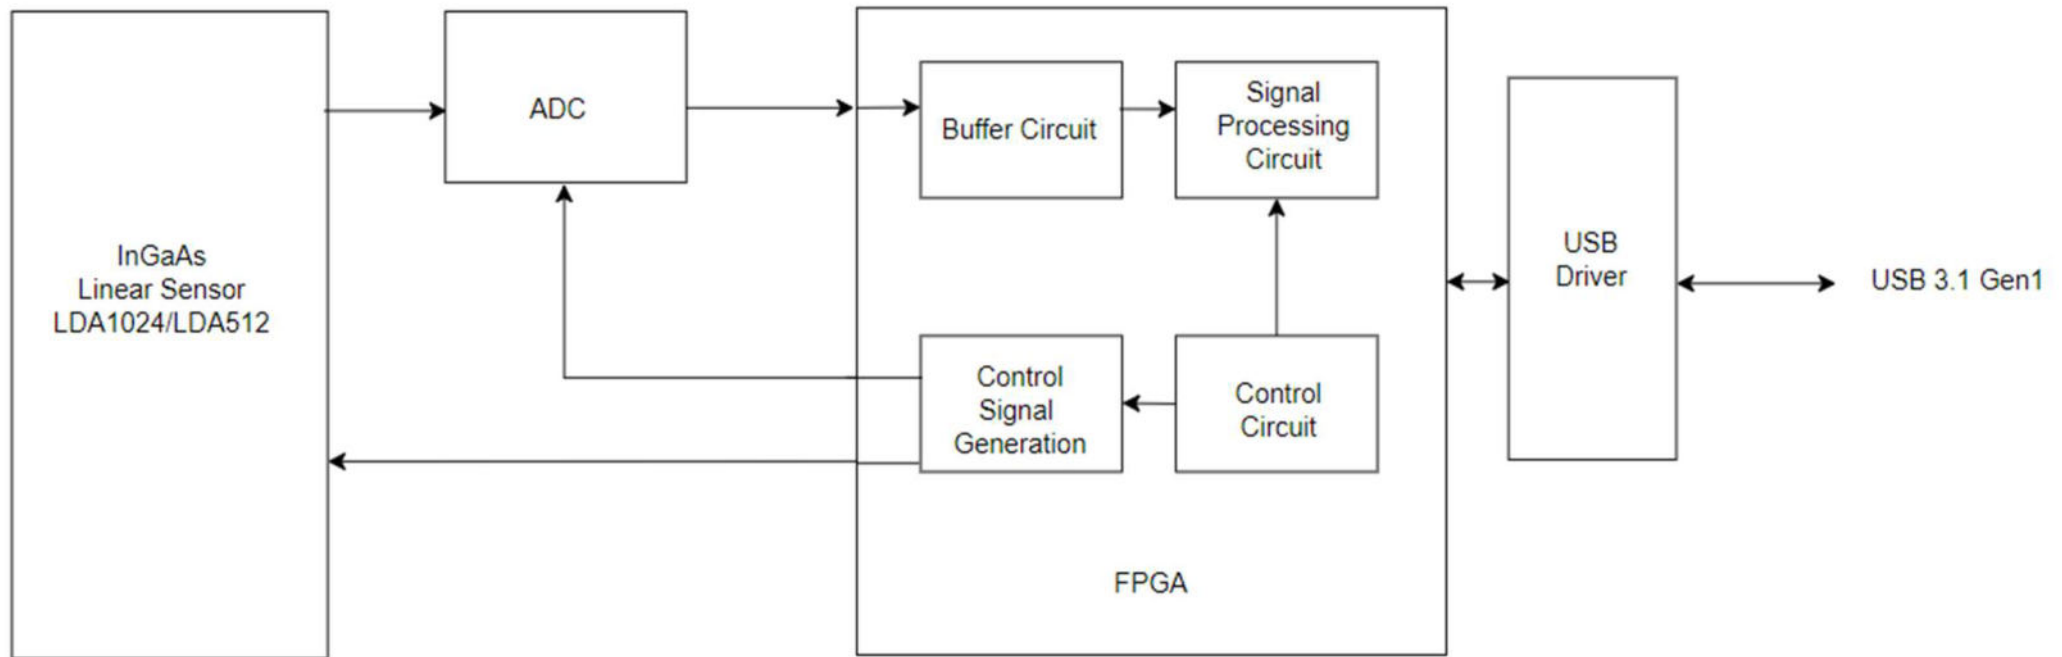 InGaAs
Linear Sensor
LDA1024/LDA512
ADC
Buffer Circuit
Signal
Processing
Circuit
Control
Signal
Generation
Control
Circuit
FPGA
USB
Driver
USB 3.1 Gen1